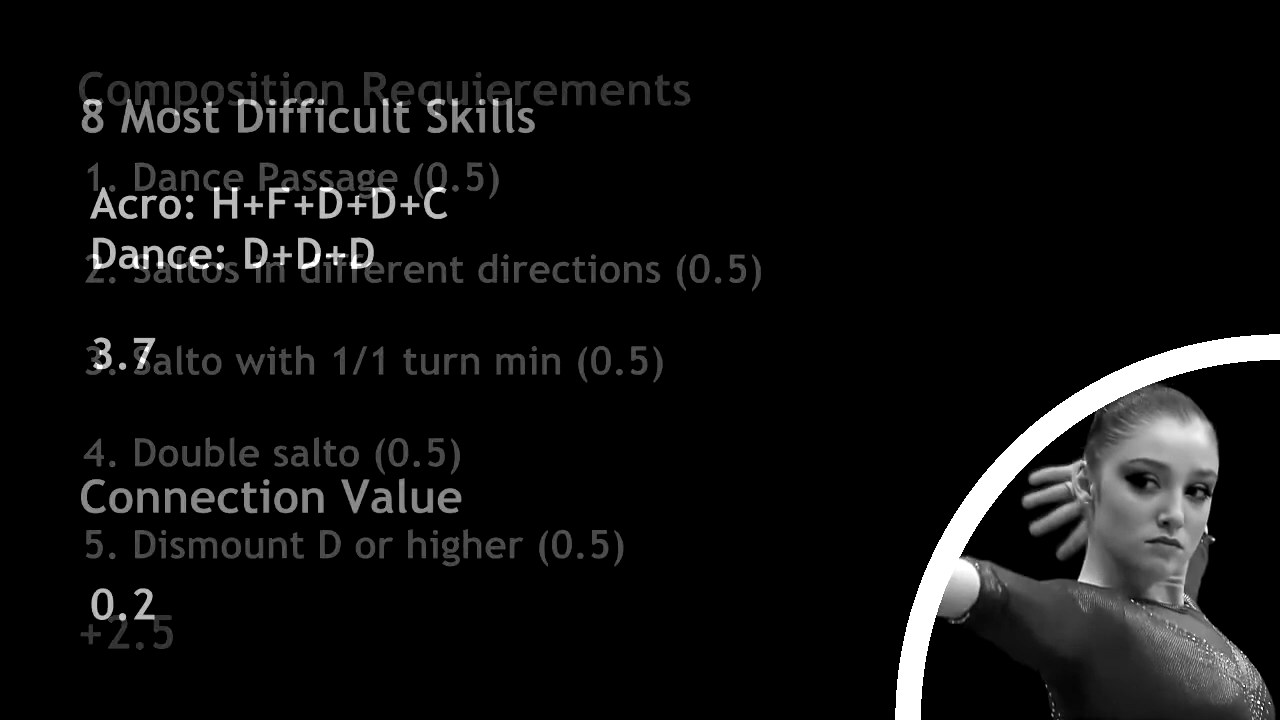 Composition Requierements
8 Most Difficult Skills
1. Dance Passage (0.5)
Acro: H+F+D+D+C
Dance: D+D+D
2. Saltos in different directions (0.5)
3.7
3. Salto with 1/1 turn min (0.5)
4. Double salto (0.5)
Connection Value
5. Dismount D or higher (0.5)
0.2
+2.5